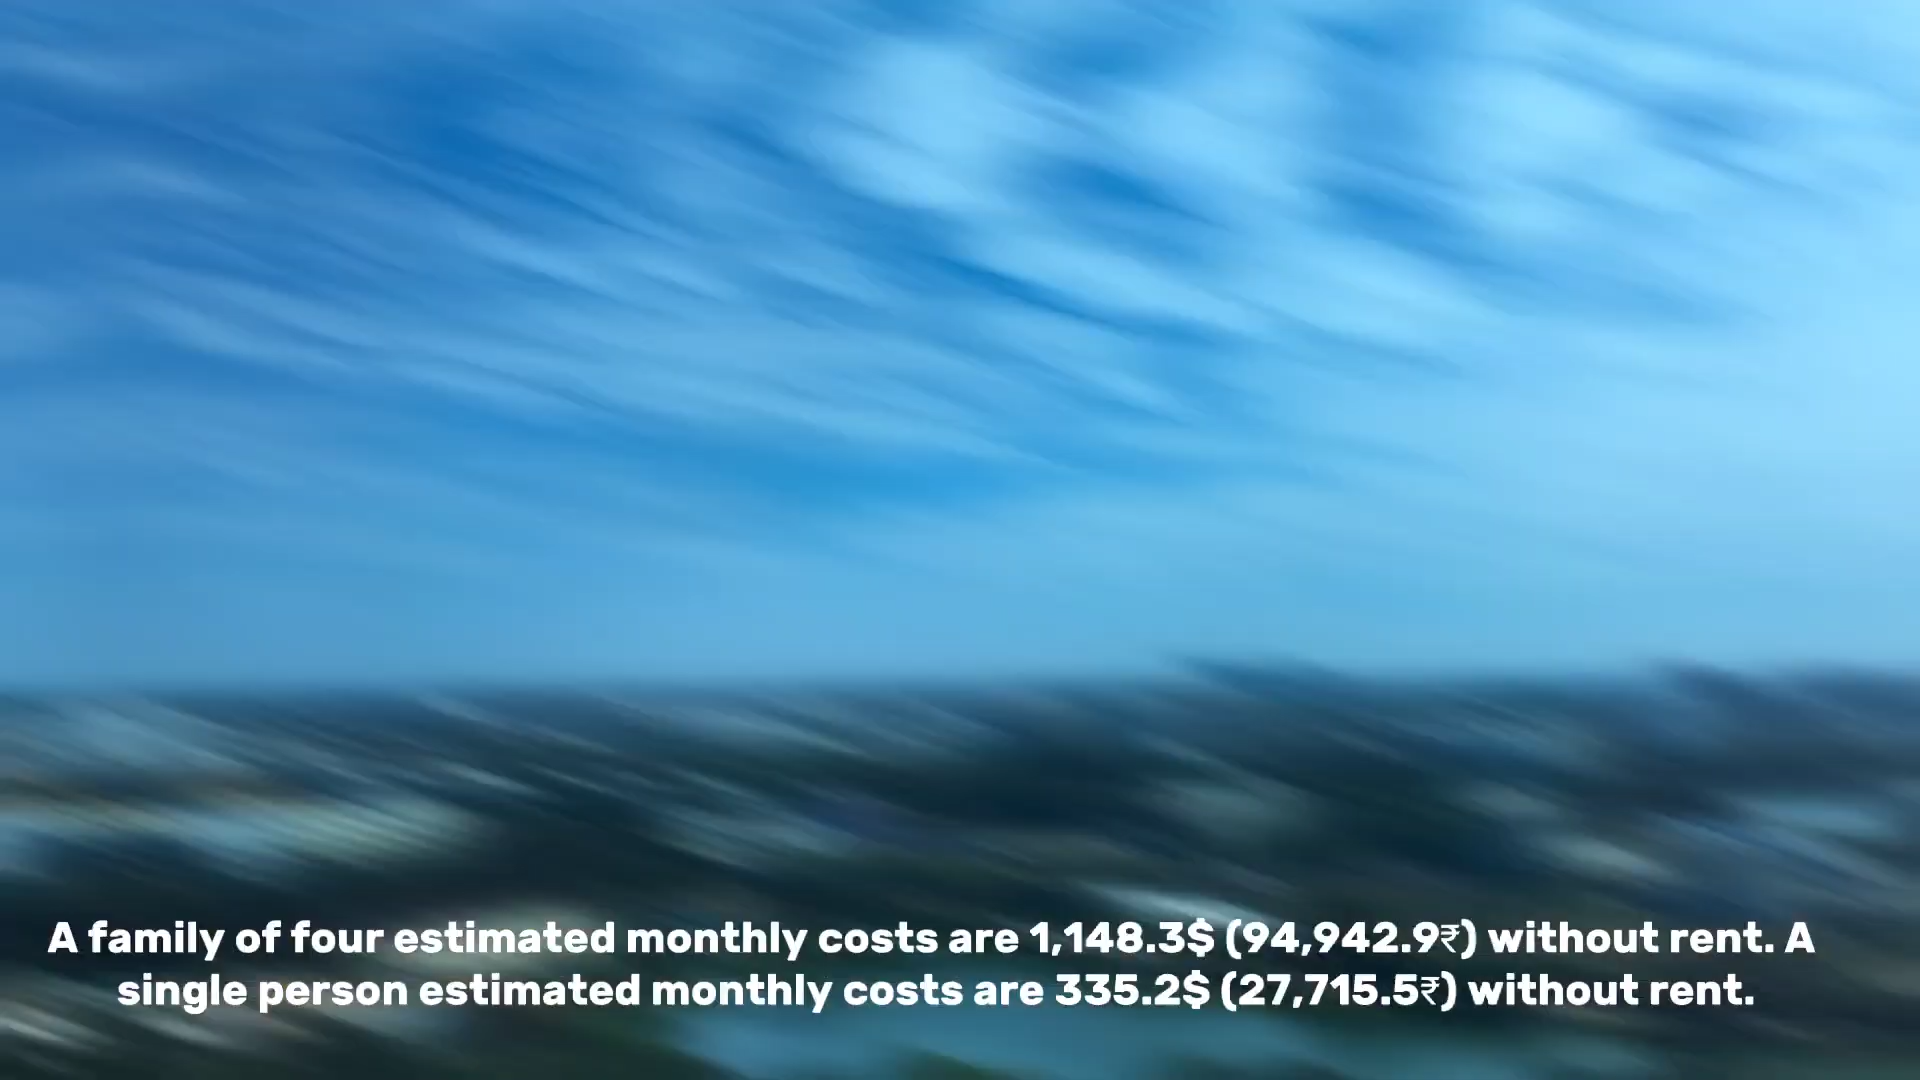 A family of four estimated monthly costs are 1,148.3$ (94,942.9₹) without rent. A
single person estimated monthly costs are 335.2$ (27,715.5₹) without rent.